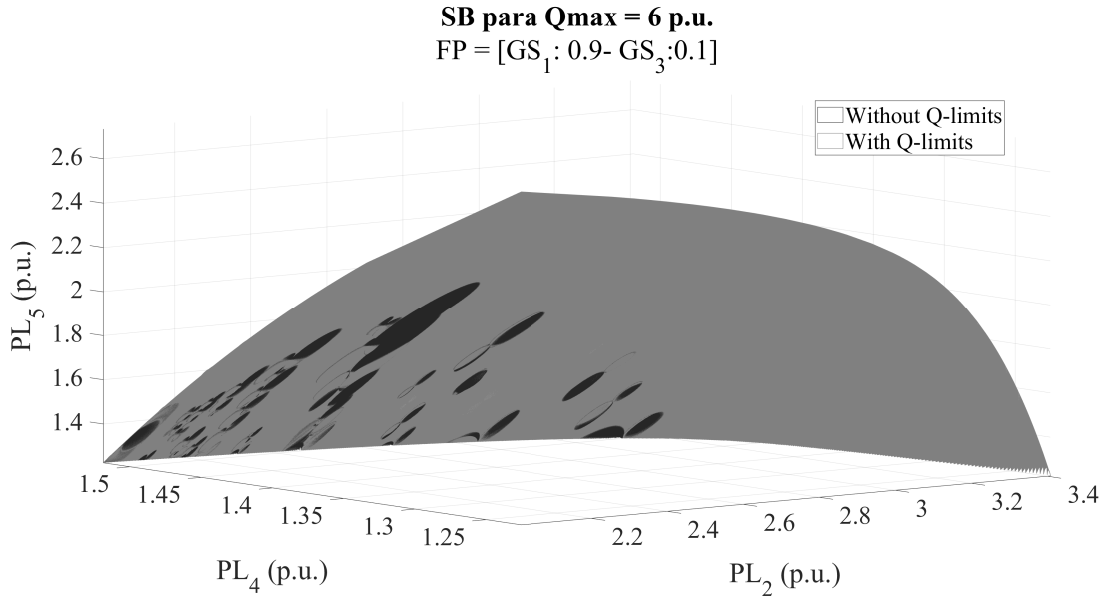 SB para Qmax = 6 p.u.
FP = [GS1: 0.9- GS3:0.1]
Without Q-limits
With Q-limits
2.6
2.4
2.2
2
1.8
1.6
1.4
PL5 (p.u.)
1.5
1.45
1.4
1.35
1.3
1.25
PL4 (p.u.)
2.2
2.4
2.6
2.8
3
3.2
3.4
PL2 (p.u.)